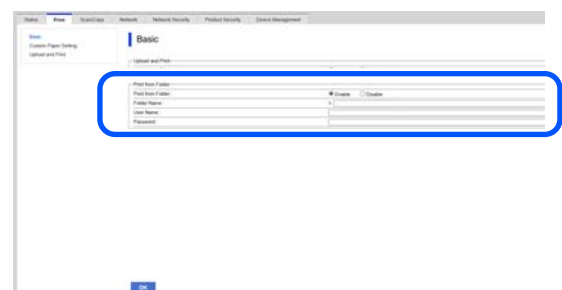 Status Print Scan/Copy Network Network Security Product Security Device Management
Basic
Custom Paper Setting
Upload and Print
Basic
Upload and Print
Print from Folder
Print from Folder : Enable Disable
Folder Name : \\
User Name :
Password :
OK